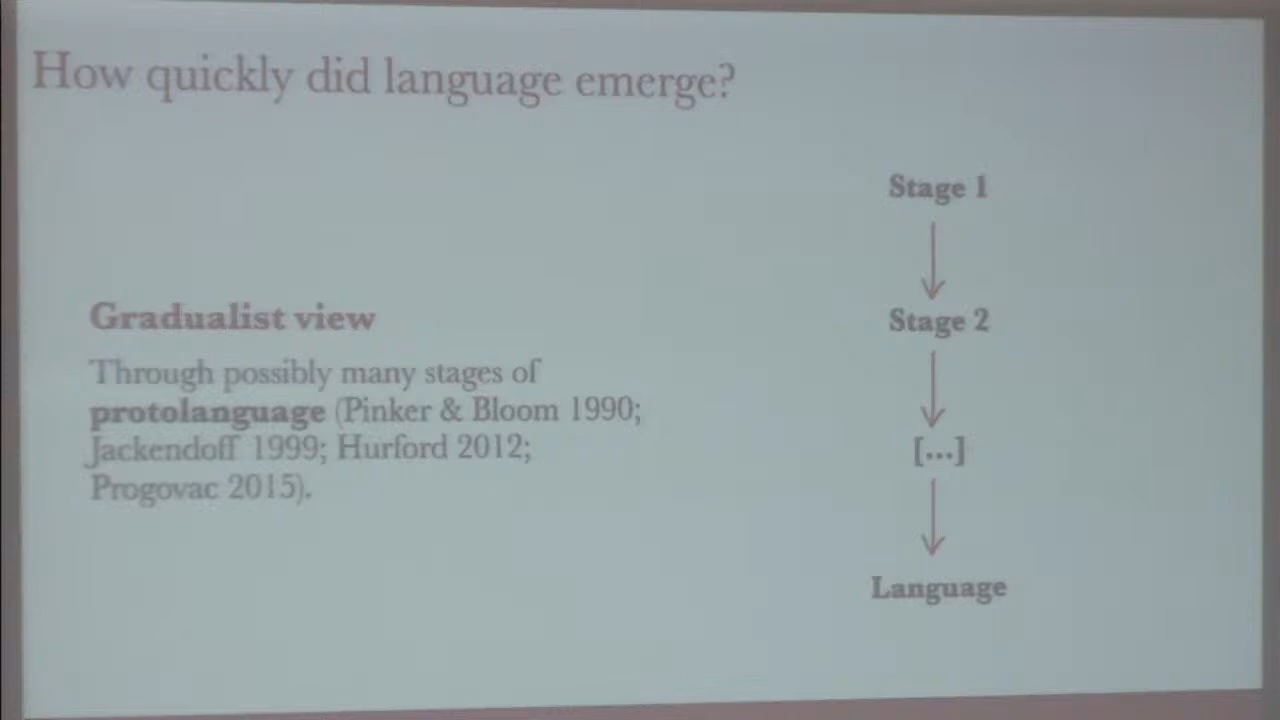 How quickly did language emerge?
Stage 1
Stage 2
Gradualist view
Through possibly many stages of
protolanguage (Pinker & Bloom 1990;
Jackendoff 1999; Hurford 2012;
Progovac 2015).
[...]
Language